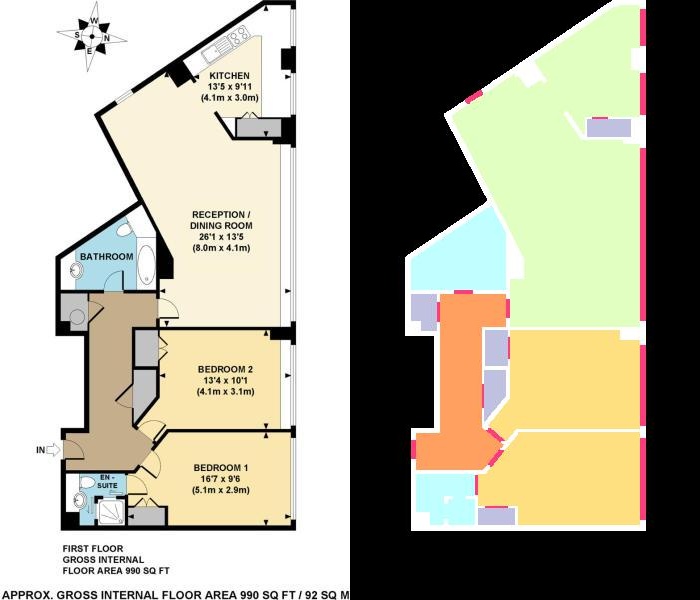 W
S N
E
KITCHEN
13'5 x 9'11
(4.1m x 3.0m)
RECEPTION /
DINING ROOM
26'1 x 13'5
(8.0m x 4.1m)
BATHROOM
BEDROOM 2
13'4 x 10'1
(4.1m x 3.1m)
IN
BEDROOM 1
16'7 x 9'6
(5.1m x 2.9m)
EN -
SUITE
FIRST FLOOR
GROSS INTERNAL
FLOOR AREA 990 SQ FT
APPROX. GROSS INTERNAL FLOOR AREA 990 SQ FT / 92 SQ M